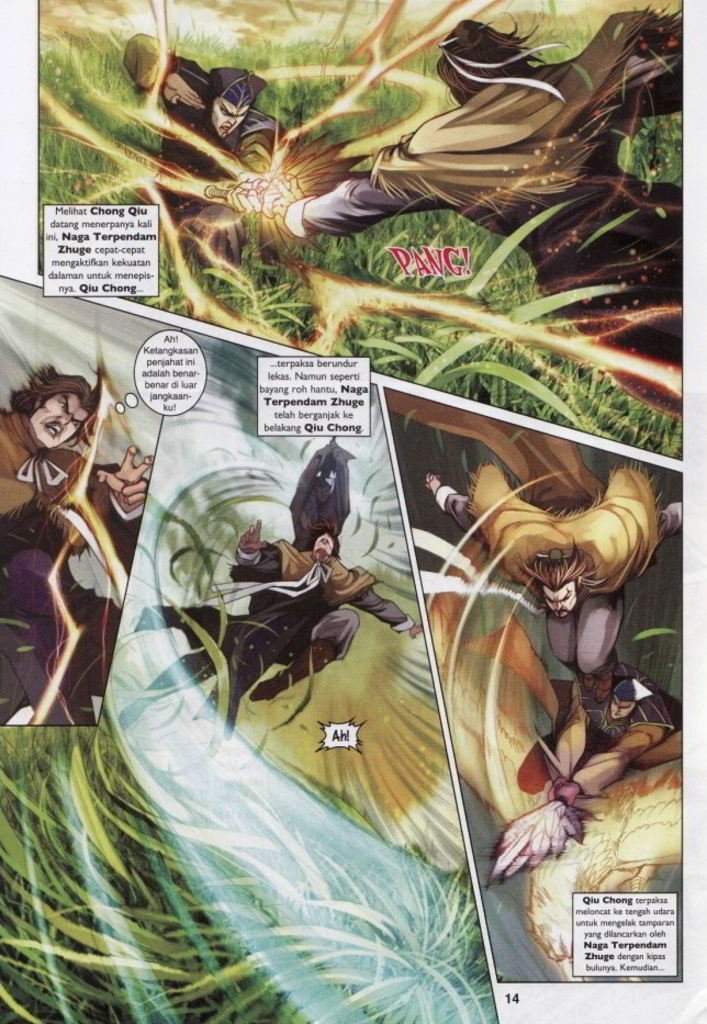 Melihat Chong Qiu
datang menerpanya kali
ini, Naga Terpendam
Zhuge cepat-cepat
mengaktifkan kekuatan
dalaman untuk menepis-
nya. Qiu Chong...
PANG!
Ah!
Ketangkasan
penjahat ini
adalah benar-
benar di luar
jangkaan-
ku!
...terpaksa berundur
lekas. Namun seperti
bayang roh hantu, Naga
Terpendam Zhuge
telah berganjak ke
belakang Qiu Chong.
Ah!
Qiu Chong terpaksa
meloncat ke tengah udara
untuk mengelak tamparan
yang dilancarkan oleh
Naga Terpendam
Zhuge dengan kipas
bulunya. Kemudian...
14